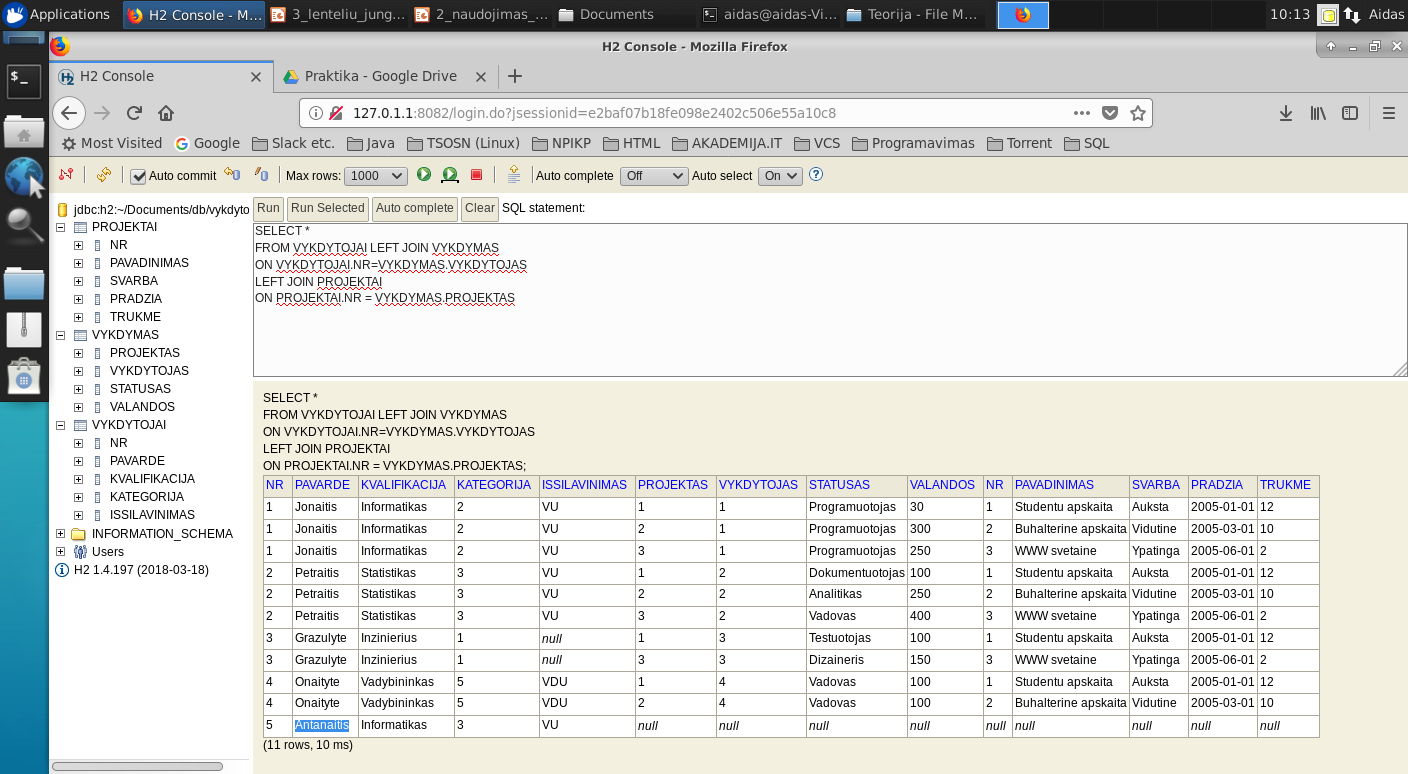 Applications
H2 Console - M...
3_lenteliu_jung...
2_naudojimas_...
Documents
aidas@aidas-Vi...
Teorija - File M...
10:13
Aidas
H2 Console - Mozilla Firefox
H2 Console
Praktika - Google Drive
127.0.1.1:8082/login.do?jsessionid=e2baf07b18fe098e2402c506e55a10c8
Most Visited Google Slack etc. Java TSOSN (Linux) NPIKP HTML AKADEMIJA.IT VCS Programavimas Torrent SQL
Auto commit Max rows: 1000 Auto complete Off Auto select On
jdbc:h2:~/Documents/db/vykdyto
PROJEKTAI
NR
PAVADINIMAS
SVARBA
PRADZIA
TRUKME
VYKDYMAS
PROJEKTAS
VYKDYTOJAS
STATUSAS
VALANDOS
VYKDYTOJAI
NR
PAVARDE
KVALIFIKACIJA
KATEGORIJA
ISSILAVINIMAS
INFORMATION_SCHEMA
Users
H2 1.4.197 (2018-03-18)
Run Run Selected Auto complete Clear SQL statement:
SELECT *
FROM VYKDYTOJAI LEFT JOIN VYKDYMAS
ON VYKDYTOJAI.NR=VYKDYMAS.VYKDYTOJAS
LEFT JOIN PROJEKTAI
ON PROJEKTAI.NR = VYKDYMAS.PROJEKTAS
SELECT *
FROM VYKDYTOJAI LEFT JOIN VYKDYMAS
ON VYKDYTOJAI.NR=VYKDYMAS.VYKDYTOJAS
LEFT JOIN PROJEKTAI
ON PROJEKTAI.NR = VYKDYMAS.PROJEKTAS;
NR PAVARDE KVALIFIKACIJA KATEGORIJA ISSILAVINIMAS PROJEKTAS VYKDYTOJAS STATUSAS VALANDOS NR PAVADINIMAS SVARBA PRADZIA TRUKME
1 Jonaitis Informatikas 2 VU 1 1 Programuotojas 30 1 Studentu apskaita Auksta 2005-01-01 12
1 Jonaitis Informatikas 2 VU 2 1 Programuotojas 300 2 Buhalterine apskaita Vidutine 2005-03-01 10
1 Jonaitis Informatikas 2 VU 3 1 Programuotojas 250 3 WWW svetaine Ypatinga 2005-06-01 2
2 Petraitis Statistikas 3 VU 1 2 Dokumentuotojas 100 1 Studentu apskaita Auksta 2005-01-01 12
2 Petraitis Statistikas 3 VU 2 2 Analitikas 250 2 Buhalterine apskaita Vidutine 2005-03-01 10
2 Petraitis Statistikas 3 VU 3 2 Vadovas 400 3 WWW svetaine Ypatinga 2005-06-01 2
3 Grazulyte Inzinierius 1 null 1 3 Testuotojas 100 1 Studentu apskaita Auksta 2005-01-01 12
3 Grazulyte Inzinierius 1 null 3 3 Dizaineris 150 3 WWW svetaine Ypatinga 2005-06-01 2
4 Onaityte Vadybininkas 5 VDU 1 4 Vadovas 100 1 Studentu apskaita Auksta 2005-01-01 12
4 Onaityte Vadybininkas 5 VDU 2 4 Vadovas 100 2 Buhalterine apskaita Vidutine 2005-03-01 10
5 Antanaitis Informatikas 3 VU null null null null null null null null null
(11 rows, 10 ms)